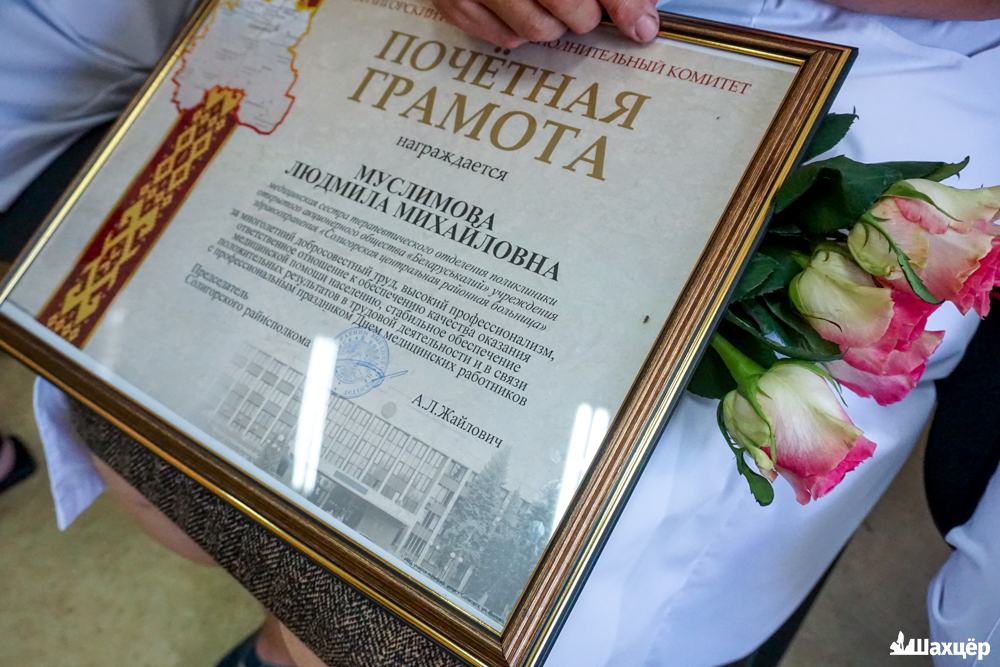 ИСПОЛНИТЕЛЬНЫЙ КОМИТЕТ
ПОЧЁТНАЯ
ГРАМОТА
награждается
МУСЛИМОВА
ЛЮДМИЛА МИХАЙЛОВНА
медицинская сестра терапевтического отделения поликлиники
открытого акционерного общества «Беларуськалий» учреждения
здравоохранения «Солигорская центральная районная больница»
за многолетний добросовестный труд, высокий профессионализм,
ответственное отношение к обеспечению качества оказания
медицинской помощи населению, стабильное обеспечение
положительных результатов в трудовой деятельности и в связи
с профессиональным праздником Днем медицинских работников
Председатель
Солигорского райисполкома
А.Л.Жайлович
Шахцёр